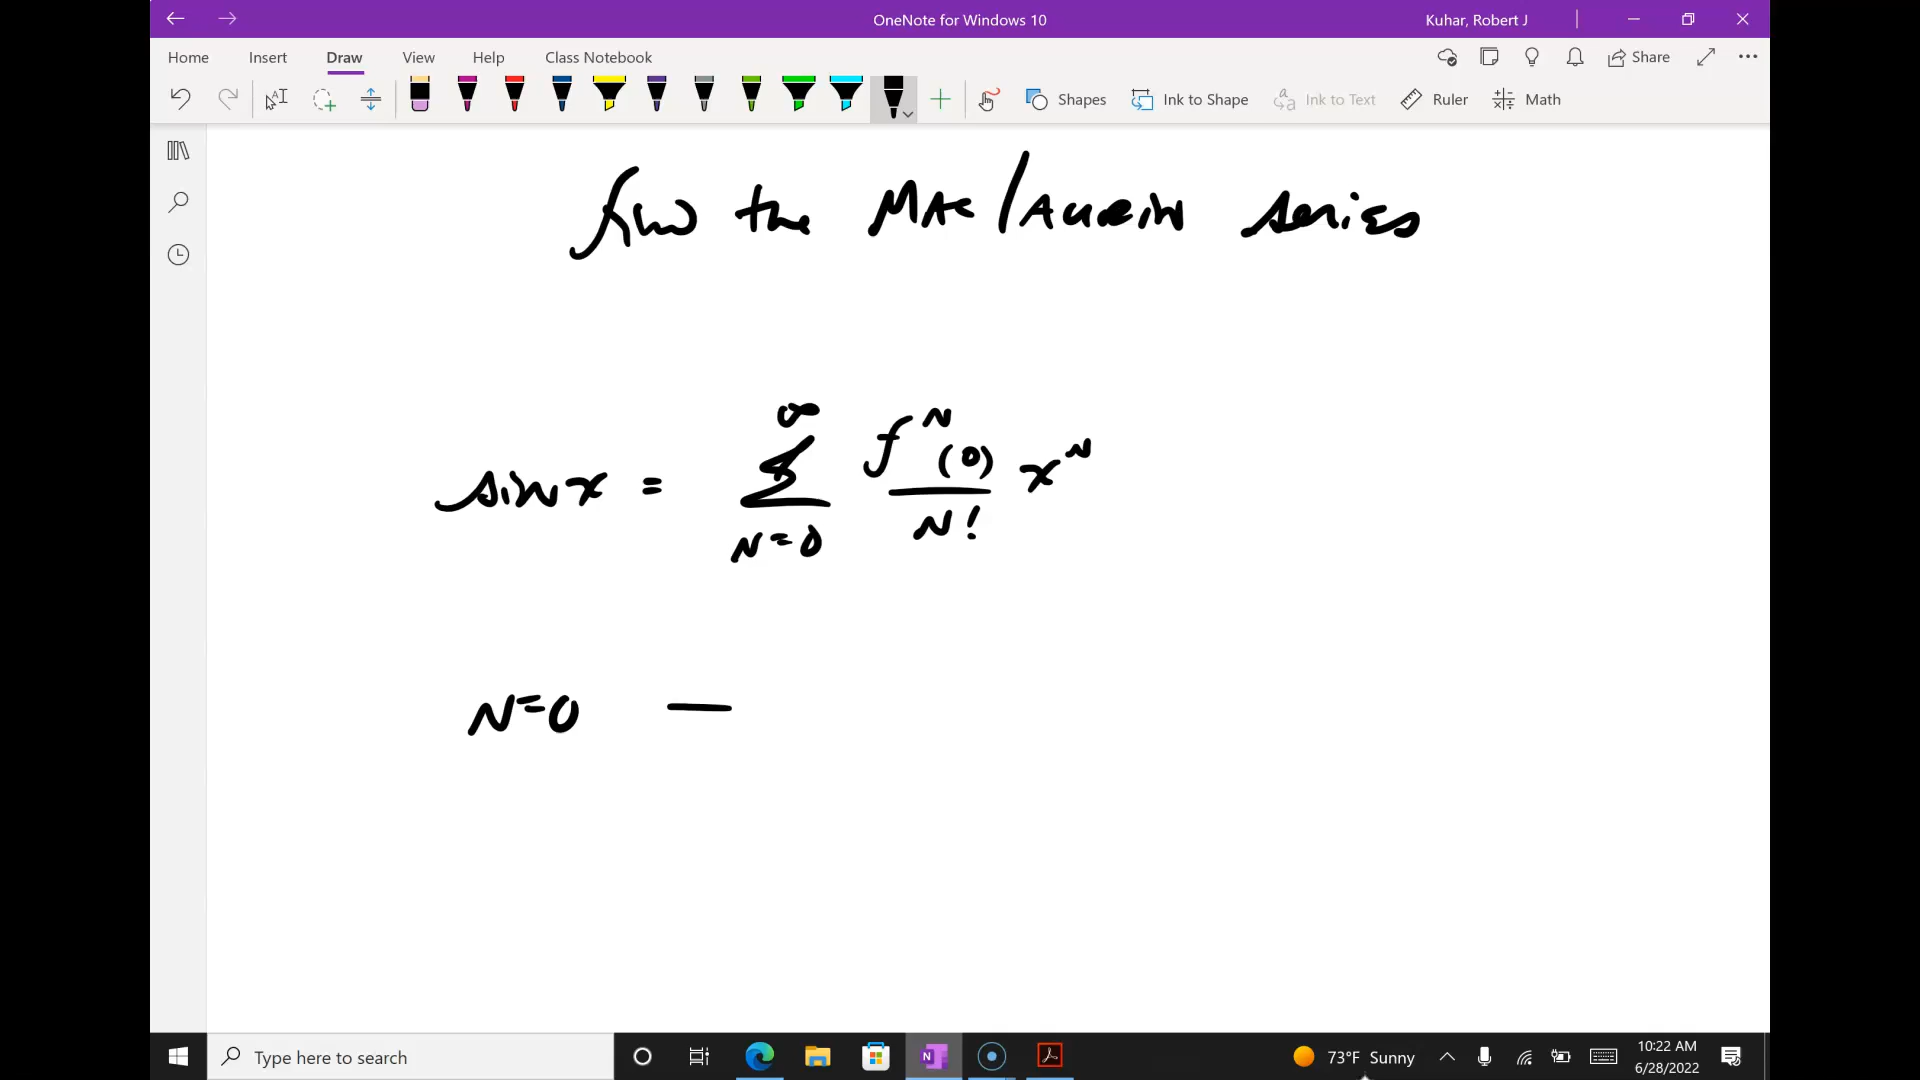 OneNote for Windows 10
Kuhar, Robert J
Home Insert Draw View Help Class Notebook
Share
Shapes Ink to Shape Ink to Text Ruler Math
find the MAC/AURIN series
sin x = ∞ Σ N=0 f^N(0) / N! x^N
N=0 —
Type here to search
73°F Sunny
10:22 AM
6/28/2022